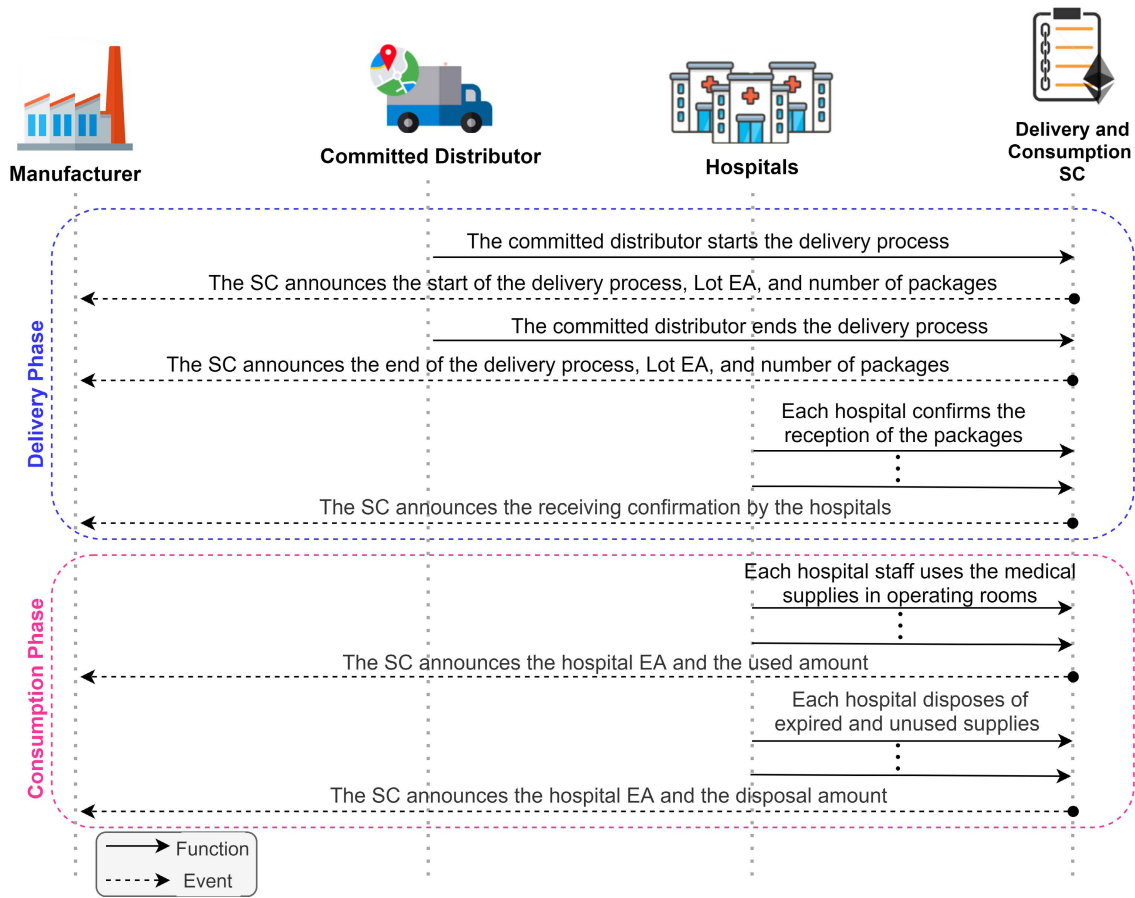 Manufacturer
Committed Distributor
Hospitals
Delivery and
Consumption
SC
Delivery Phase
The committed distributor starts the delivery process
The SC announces the start of the delivery process, Lot EA, and number of packages
The committed distributor ends the delivery process
The SC announces the end of the delivery process, Lot EA, and number of packages
Each hospital confirms the
reception of the packages
The SC announces the receiving confirmation by the hospitals
Consumption Phase
Each hospital staff uses the medical
supplies in operating rooms
The SC announces the hospital EA and the used amount
Each hospital disposes of
expired and unused supplies
The SC announces the hospital EA and the disposal amount
Function
Event